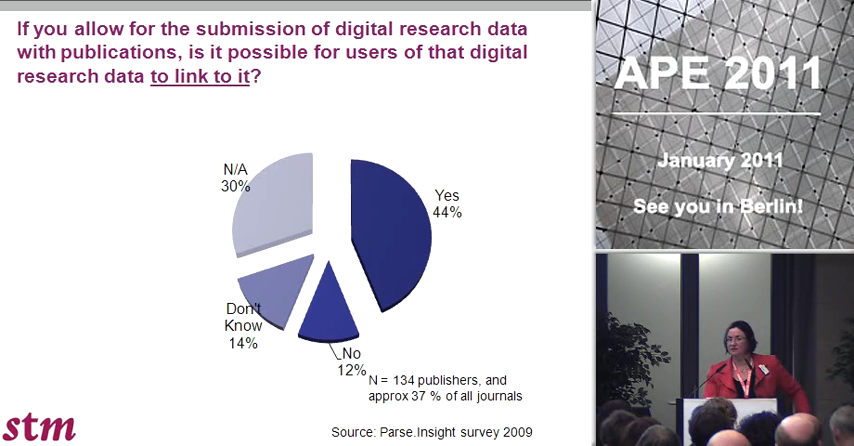 If you allow for the submission of digital research data
with publications, is it possible for users of that digital
research data to link to it?
N/A
30%
Yes
44%
Don't
Know
14%
No
12%
N = 134 publishers, and
approx 37 % of all journals
stm
Source: Parse.Insight survey 2009
APE 2011
January 2011
See you in Berlin!